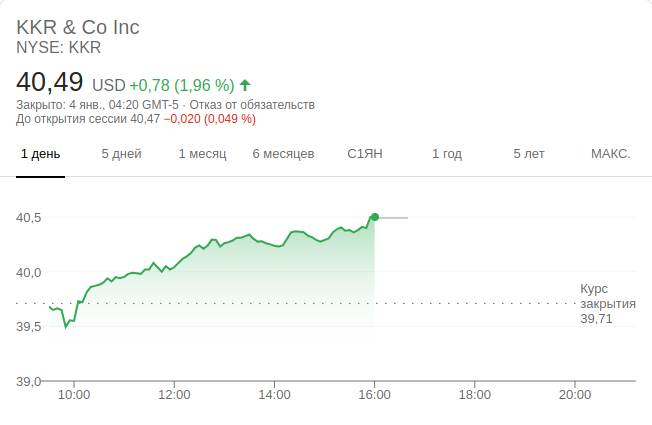 KKR & Co Inc
NYSE: KKR
40,49 USD +0,78 (1,96 %)
Закрыто: 4 янв., 04:20 GMT-5 · Отказ от обязательств
До открытия сессии 40,47 −0,020 (0,049 %)
1 день 5 дней 1 месяц 6 месяцев С1ЯН 1 год 5 лет МАКС.
40,5
40,0
Курс
закрытия
39,71
39,5
39,0
10:00 12:00 14:00 16:00 18:00 20:00